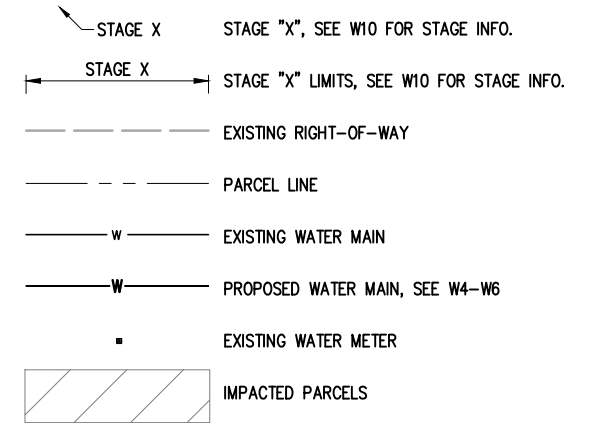 STAGE X STAGE "X", SEE W10 FOR STAGE INFO.
STAGE X STAGE "X" LIMITS, SEE W10 FOR STAGE INFO.
EXISTING RIGHT-OF-WAY
PARCEL LINE
W EXISTING WATER MAIN
W PROPOSED WATER MAIN, SEE W4-W6
EXISTING WATER METER
IMPACTED PARCELS